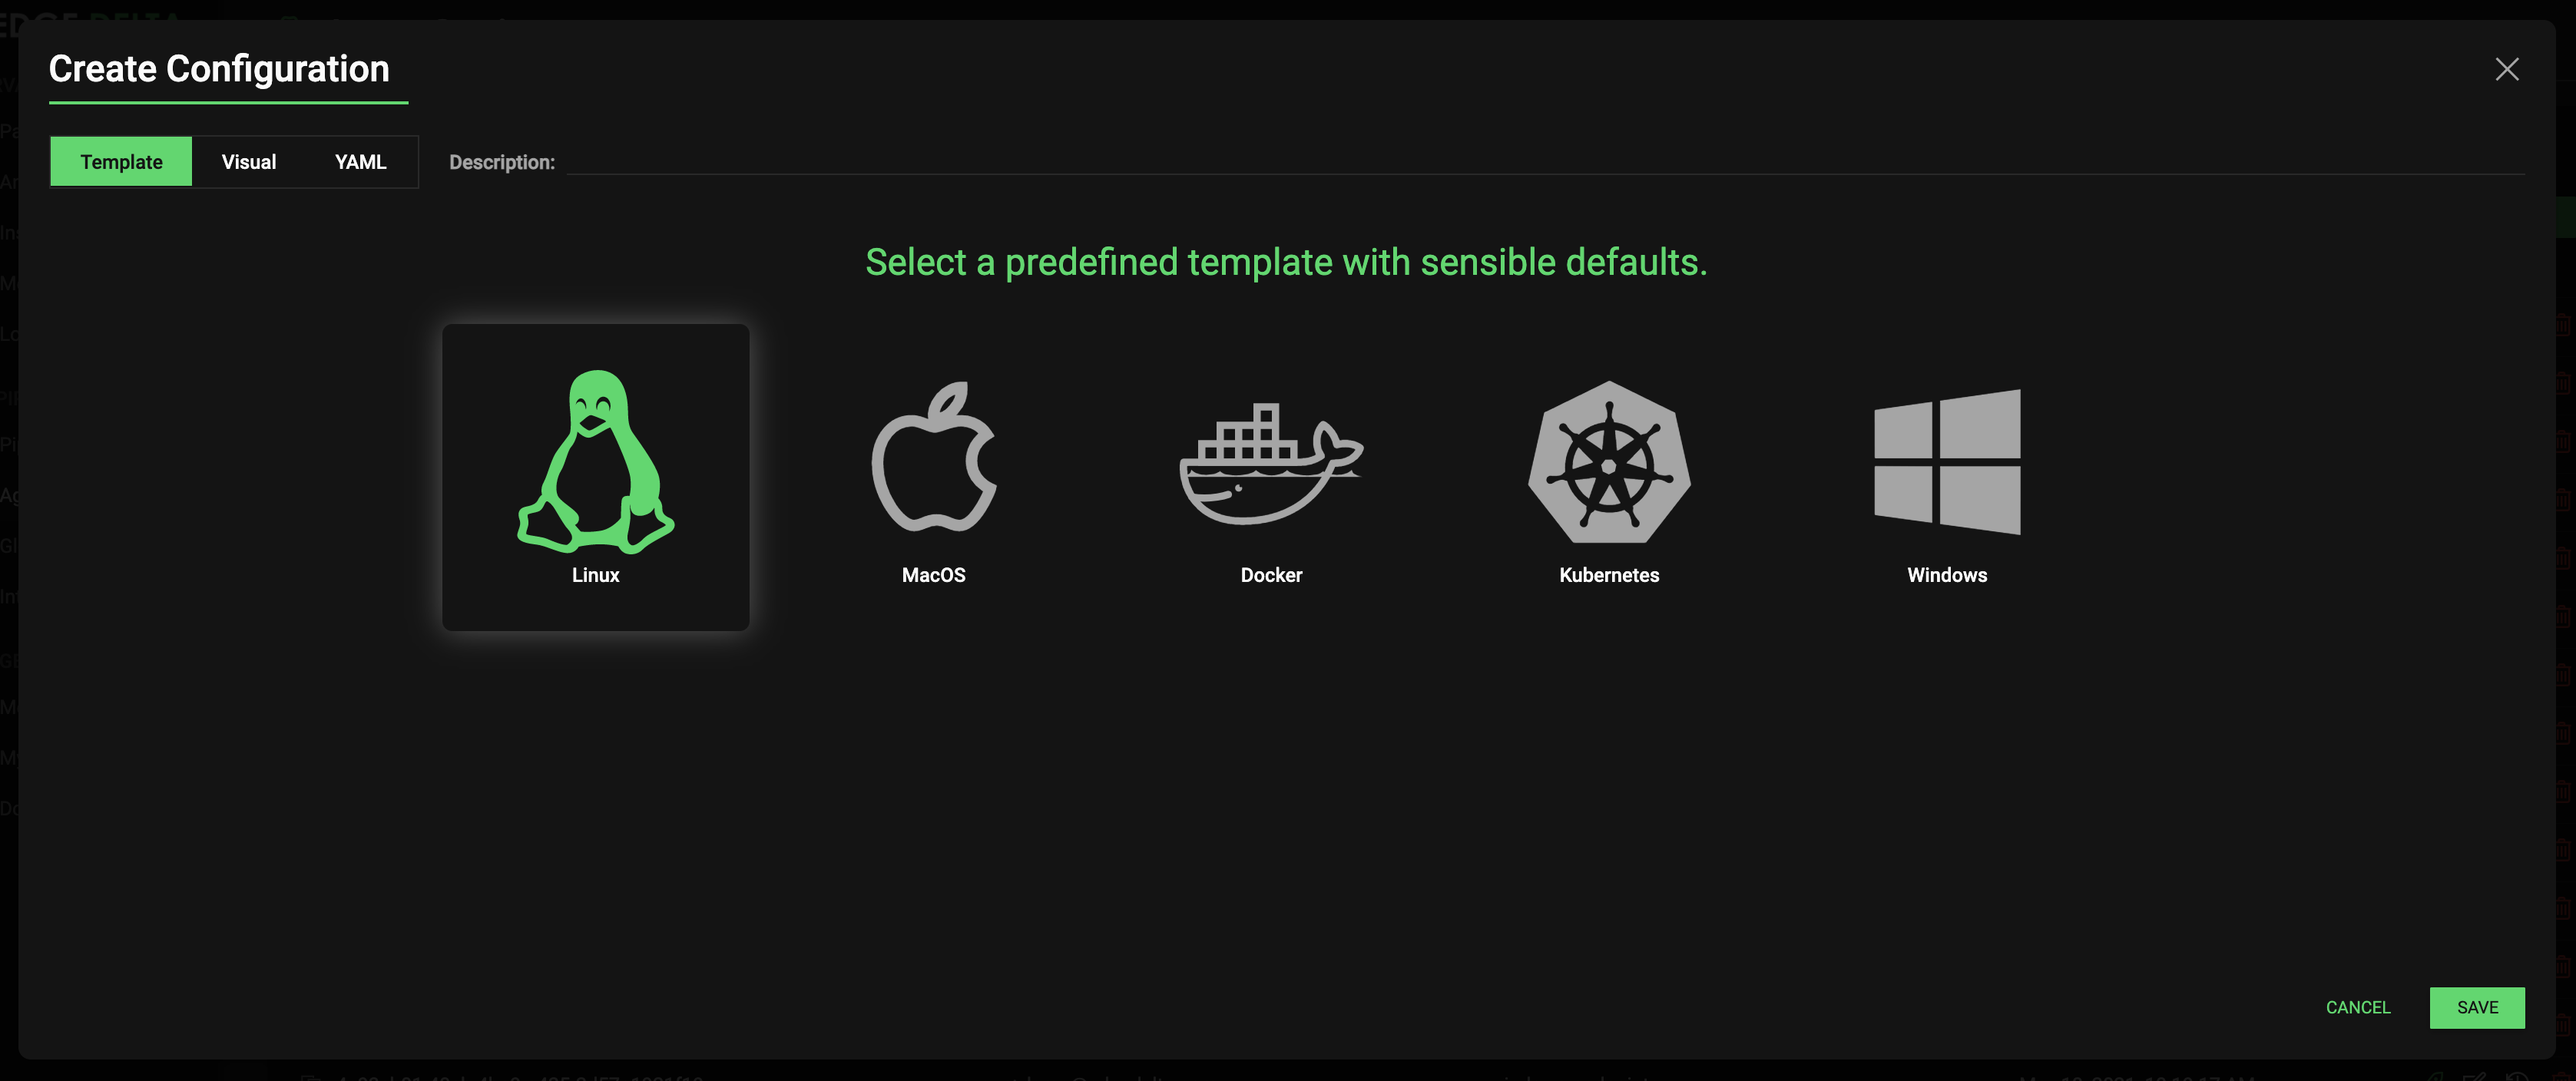 Create Configuration
Template Visual YAML Description:
Select a predefined template with sensible defaults.
Linux MacOS Docker Kubernetes Windows
CANCEL SAVE